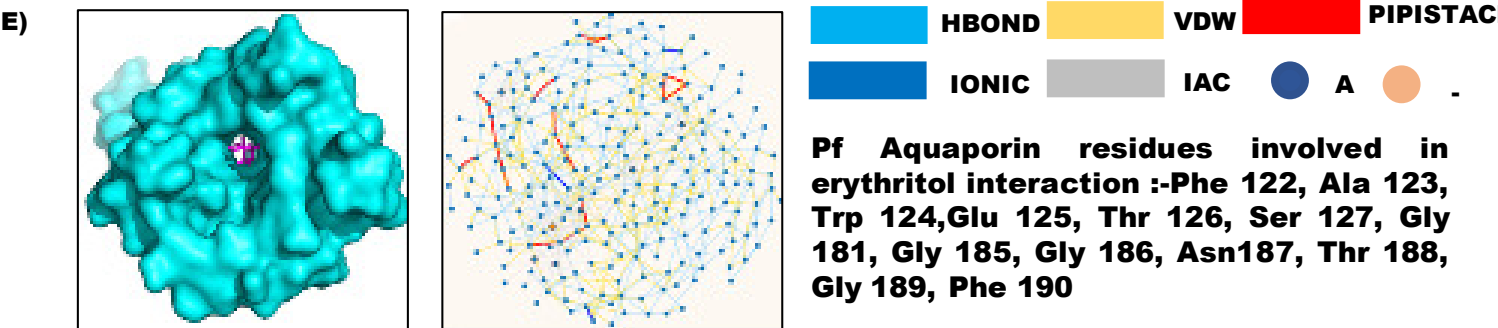 E)
HBOND VDW PIPISTAC
IONIC IAC A -
Pf Aquaporin residues involved in
erythritol interaction :-Phe 122, Ala 123,
Trp 124,Glu 125, Thr 126, Ser 127, Gly
181, Gly 185, Gly 186, Asn187, Thr 188,
Gly 189, Phe 190